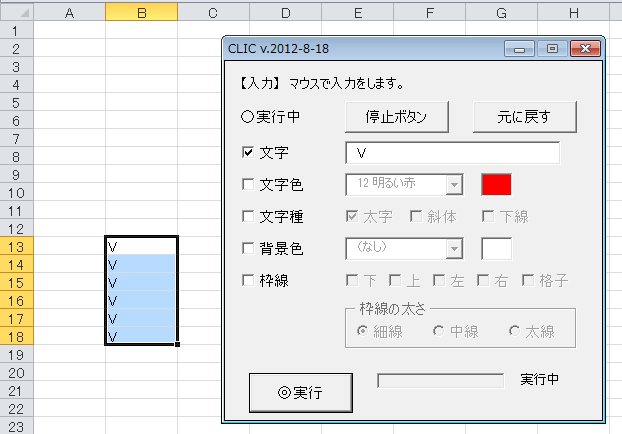 A B C D E F G H
1
2
3
4
5
6
7
8
9
10
11
12
13 V
14 V
15 V
16 V
17 V
18 V
19
20
21
22
23
CLIC v.2012-8-18
【入力】 マウスで入力をします。
○実行中 停止ボタン 元に戻す
文字 V
文字色 12 明るい赤
文字種 太字 斜体 下線
背景色 (なし)
枠線 下 上 左 右 格子
枠線の太さ
細線 中線 太線
◎実行 実行中